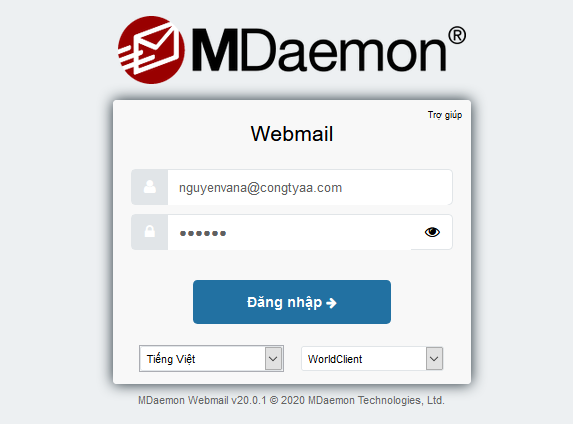 MDaemon®
Trợ giúp
Webmail
nguyenvana@congtyaa.com
●●●●●●
Đăng nhập →
Tiếng Việt
WorldClient
MDaemon Webmail v20.0.1 © 2020 MDaemon Technologies, Ltd.